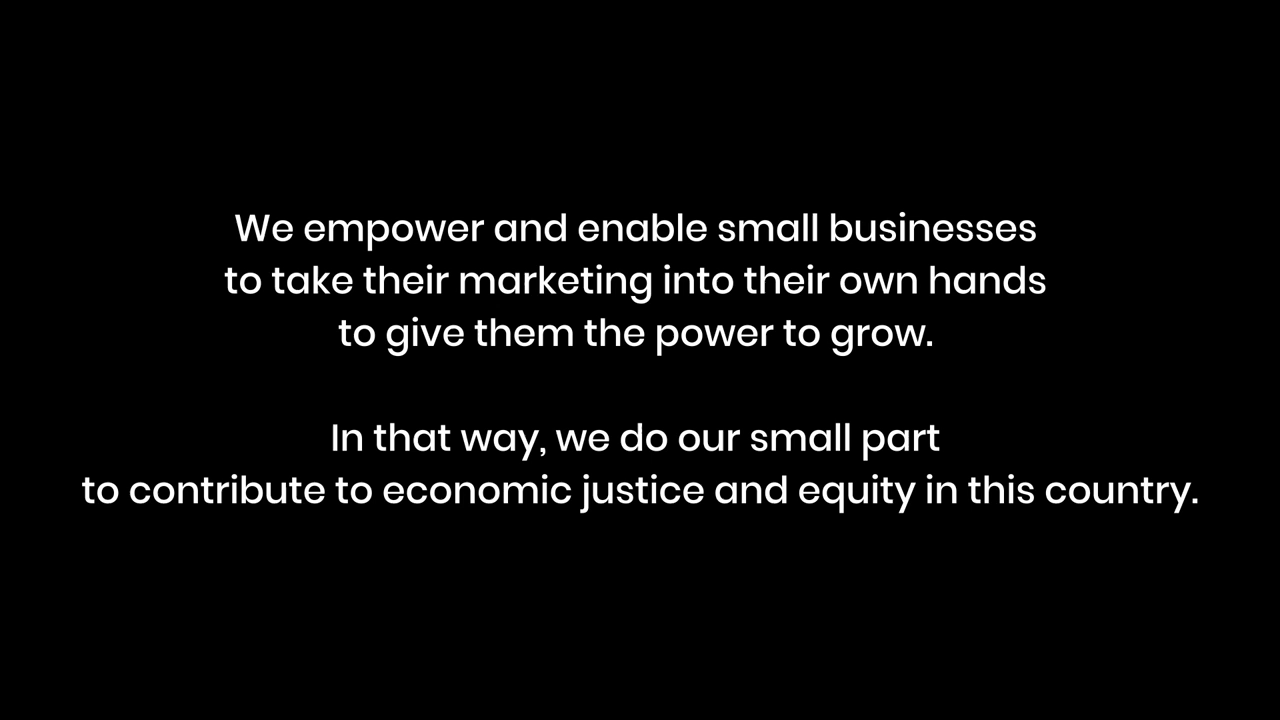 We empower and enable small businesses
to take their marketing into their own hands
to give them the power to grow.
In that way, we do our small part
to contribute to economic justice and equity in this country.